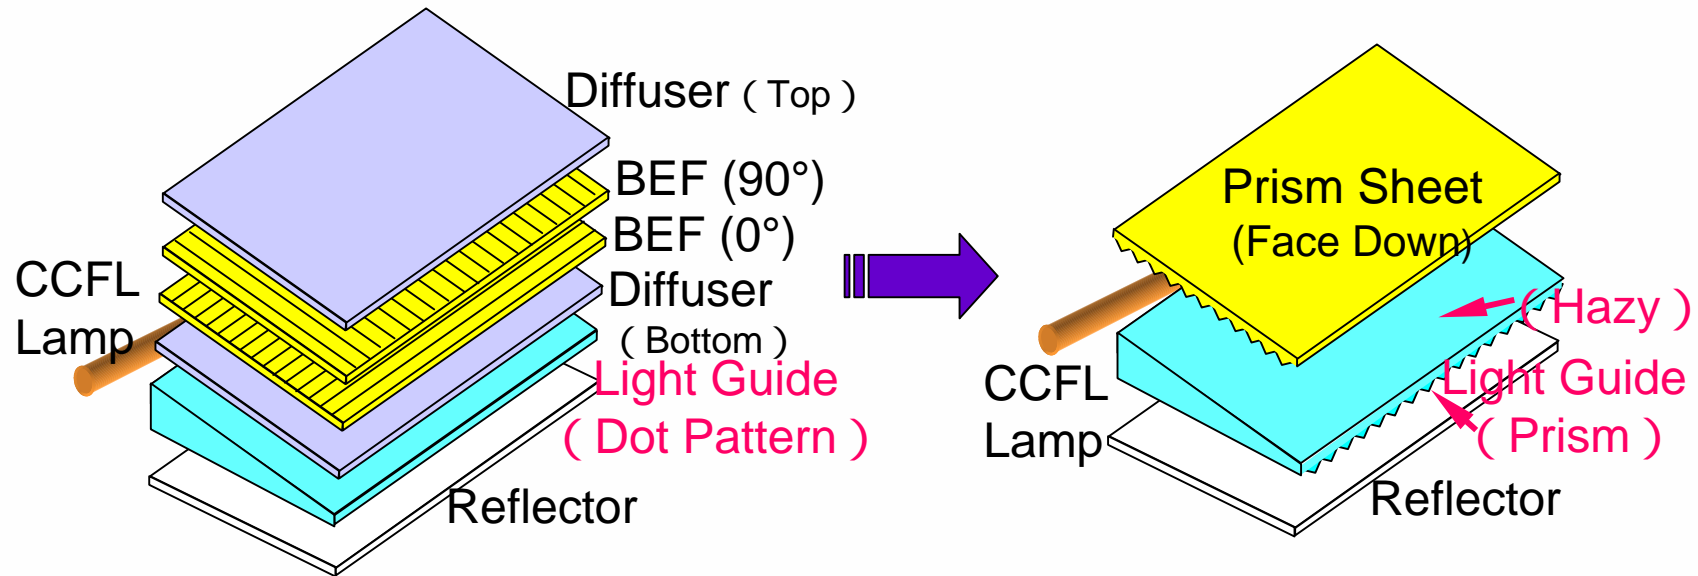 Diffuser ( Top )
BEF (90°)
BEF (0°)
Diffuser
( Bottom )
CCFL
Lamp
Light Guide
( Dot Pattern )
Reflector
Prism Sheet
(Face Down)
( Hazy )
CCFL
Lamp
Light Guide
( Prism )
Reflector